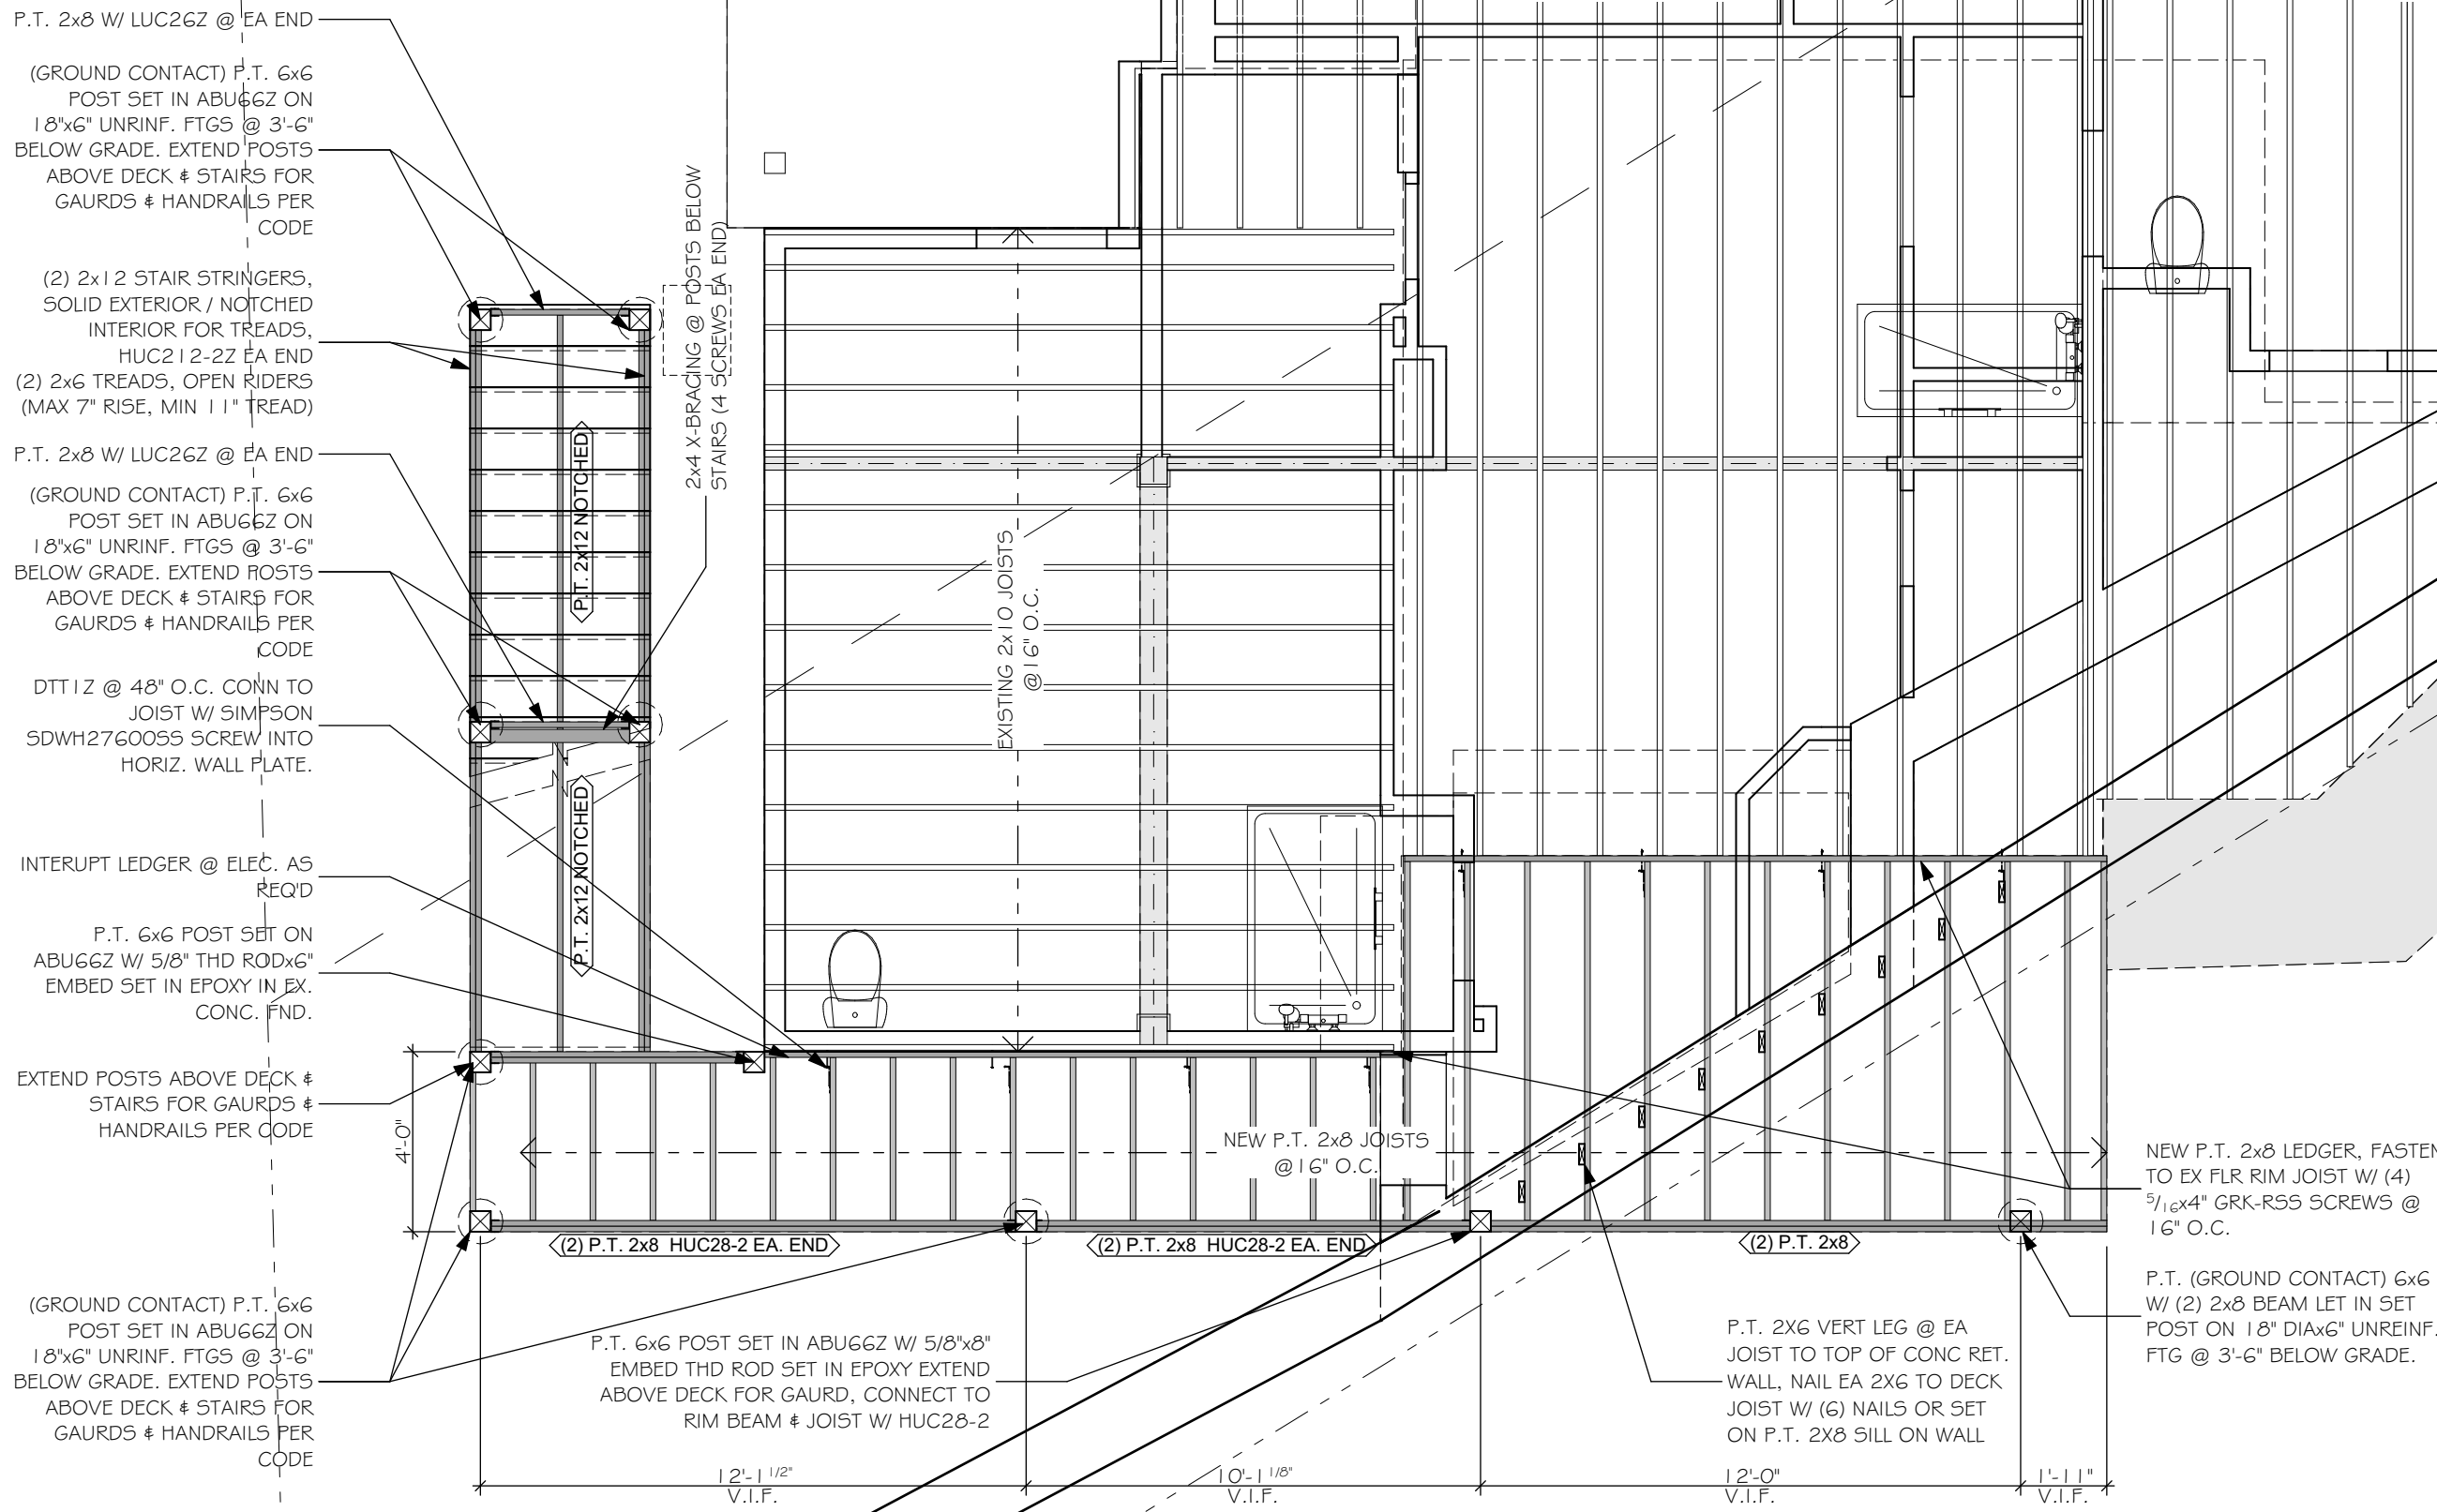 P.T. 2x8 W/ LUC26Z @ EA END
(GROUND CONTACT) P.T. 6x6
POST SET IN ABU66Z ON
18"x6" UNRINF. FTGS @ 3'-6"
BELOW GRADE. EXTEND POSTS
ABOVE DECK & STAIRS FOR
GAURDS & HANDRAILS PER
CODE
(2) 2x12 STAIR STRINGERS,
SOLID EXTERIOR / NOTCHED
INTERIOR FOR TREADS,
HUC212-2Z EA END
(2) 2x6 TREADS, OPEN RIDERS
(MAX 7" RISE, MIN 11" TREAD)
P.T. 2x8 W/ LUC26Z @ EA END
(GROUND CONTACT) P.T. 6x6
POST SET IN ABU66Z ON
18"x6" UNRINF. FTGS @ 3'-6"
BELOW GRADE. EXTEND POSTS
ABOVE DECK & STAIRS FOR
GAURDS & HANDRAILS PER
CODE
DTT1Z @ 48" O.C. CONN TO
JOIST W/ SIMPSON
SDWH27600SS SCREW INTO
HORIZ. WALL PLATE.
INTERUPT LEDGER @ ELEC. AS
REQ'D
P.T. 6x6 POST SET ON
ABU66Z W/ 5/8" THD RODx6"
EMBED SET IN EPOXY IN EX.
CONC. FND.
EXTEND POSTS ABOVE DECK &
STAIRS FOR GAURDS &
HANDRAILS PER CODE
(GROUND CONTACT) P.T. 6x6
POST SET IN ABU66Z ON
18"x6" UNRINF. FTGS @ 3'-6"
BELOW GRADE. EXTEND POSTS
ABOVE DECK & STAIRS FOR
GAURDS & HANDRAILS PER
CODE
2x4 X-BRACING @ POSTS BELOW
STAIRS (4 SCREWS EA END)
P.T. 2x12 NOTCHED
P.T. 2x12 NOTCHED
EXISTING 2x10 JOISTS
@16" O.C.
4'-0"
NEW P.T. 2x8 JOISTS
@16" O.C.
(2) P.T. 2x8 HUC28-2 EA. END
(2) P.T. 2x8 HUC28-2 EA. END
(2) P.T. 2x8
NEW P.T. 2x8 LEDGER, FASTEN
TO EX FLR RIM JOIST W/ (4)
5/16x4" GRK-RSS SCREWS @
16" O.C.
P.T. (GROUND CONTACT) 6x6
W/ (2) 2x8 BEAM LET IN SET
POST ON 18" DIAx6" UNREINF.
FTG @ 3'-6" BELOW GRADE.
P.T. 6x6 POST SET IN ABU66Z W/ 5/8"x8"
EMBED THD ROD SET IN EPOXY EXTEND
ABOVE DECK FOR GAURD, CONNECT TO
RIM BEAM & JOIST W/ HUC28-2
P.T. 2X6 VERT LEG @ EA
JOIST TO TOP OF CONC RET.
WALL, NAIL EA 2X6 TO DECK
JOIST W/ (6) NAILS OR SET
ON P.T. 2X8 SILL ON WALL
12'-1 1/2"
V.I.F.
10'-1 1/8"
V.I.F.
12'-0"
V.I.F.
1'-11"
V.I.F.